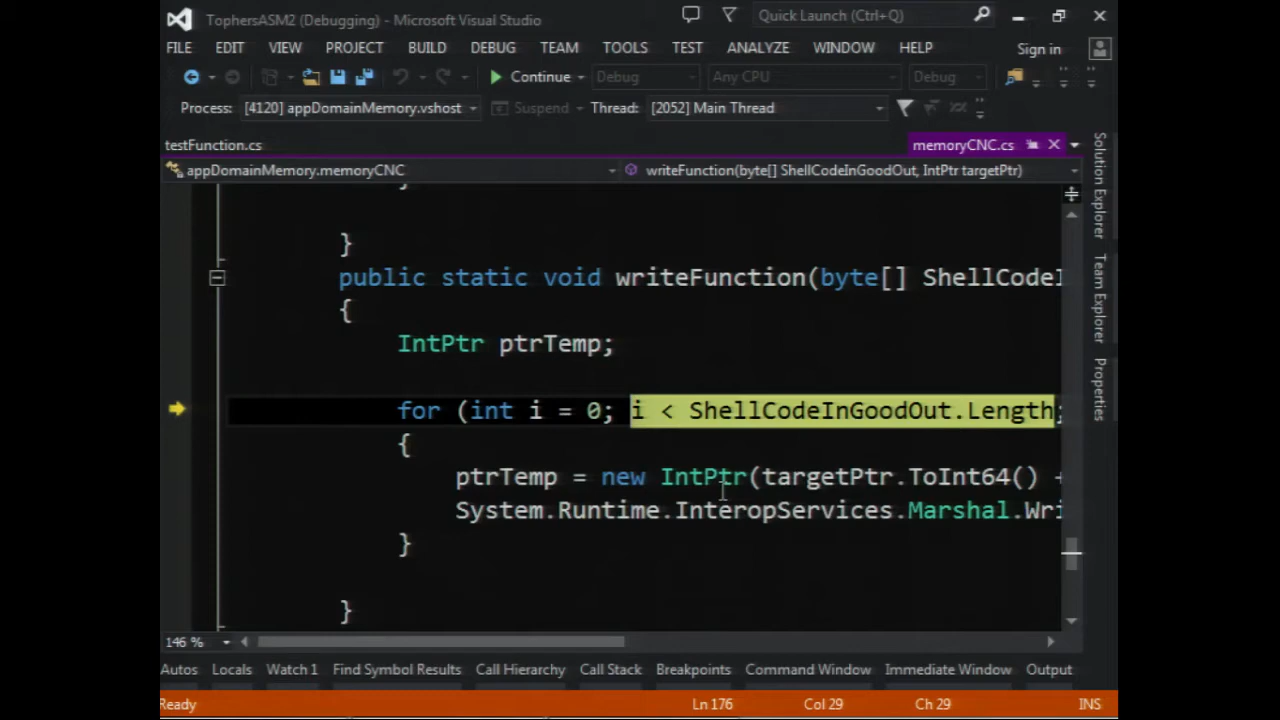 TophersASM2 (Debugging) - Microsoft Visual Studio
Quick Launch (Ctrl+Q)
FILE EDIT VIEW PROJECT BUILD DEBUG TEAM TOOLS TEST ANALYZE WINDOW HELP Sign in
Continue Debug Any CPU Debug
Process: [4120] appDomainMemory.vshost Suspend Thread: [2052] Main Thread
testFunction.cs memoryCNC.cs
appDomainMemory.memoryCNC writeFunction(byte[] ShellCodeInGoodOut, IntPtr targetPtr)
}
}
public static void writeFunction(byte[] ShellCodeI
{
IntPtr ptrTemp;
for (int i = 0; i < ShellCodeInGoodOut.Length;
{
ptrTemp = new IntPtr(targetPtr.ToInt64() +
System.Runtime.InteropServices.Marshal.Wri
}
}
146 %
Solution Explorer
Team Explorer
Properties
Autos Locals Watch 1 Find Symbol Results Call Hierarchy Call Stack Breakpoints Command Window Immediate Window Output
Ready Ln 176 Col 29 Ch 29 INS